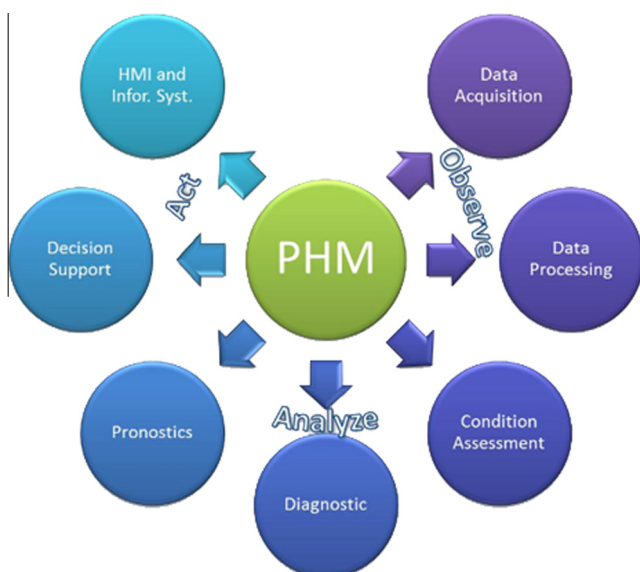 HMI and
Infor. Syst.
Data
Acquisition
Act
Observe
Decision
Support
PHM
Data
Processing
Pronostics
Analyze
Condition
Assessment
Diagnostic